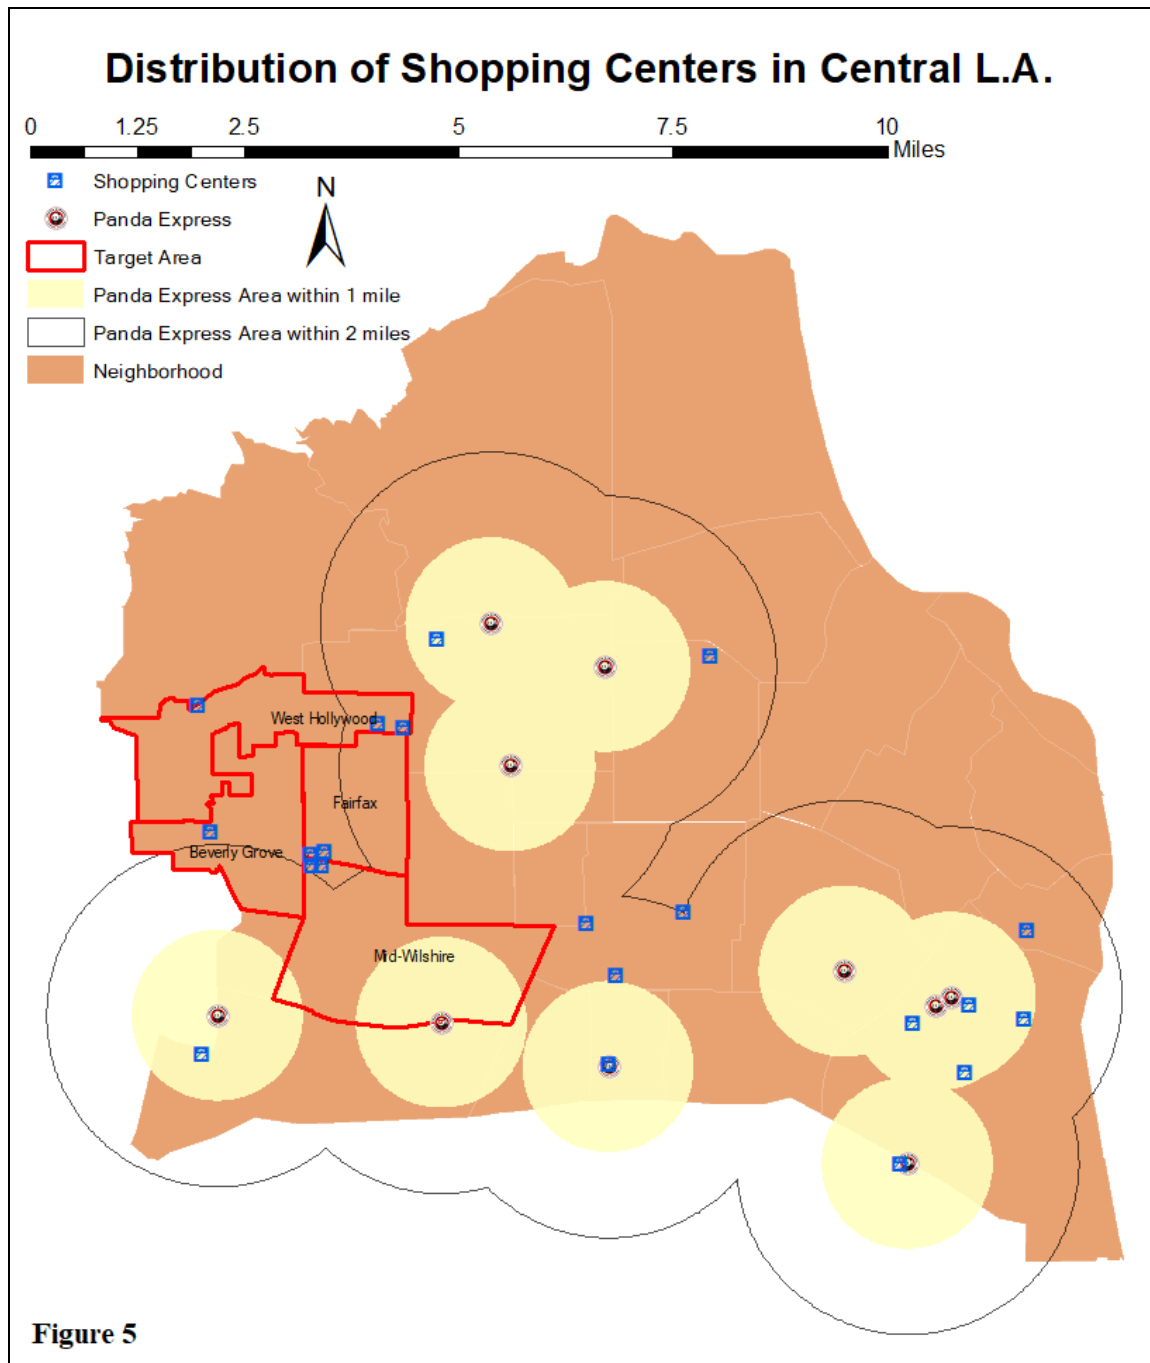 Distribution of Shopping Centers in Central L.A.
0 1.25 2.5 5 7.5 10
Miles
Shopping Centers
N
Panda Express
Target Area
Panda Express Area within 1 mile
Panda Express Area within 2 miles
Neighborhood
West Hollywood
Fairfax
Beverly Grove
Mid-Wilshire
Figure 5